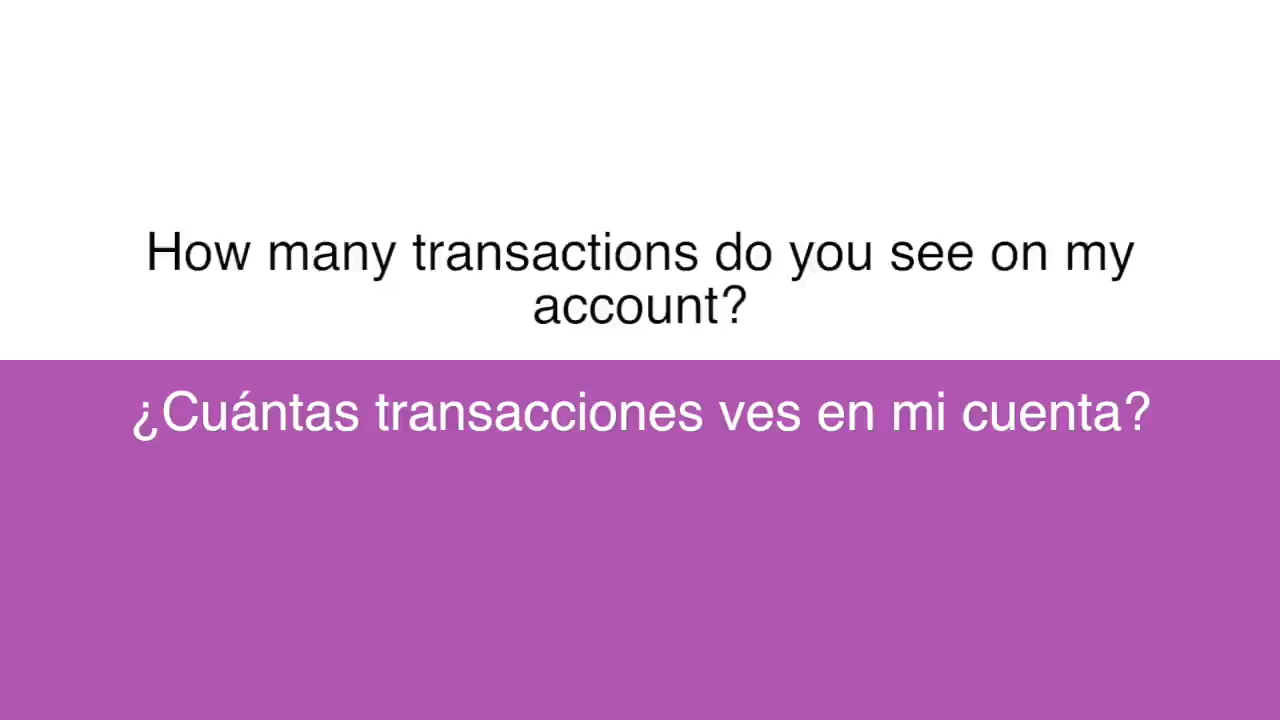 How many transactions do you see on my
account?
¿Cuántas transacciones ves en mi cuenta?